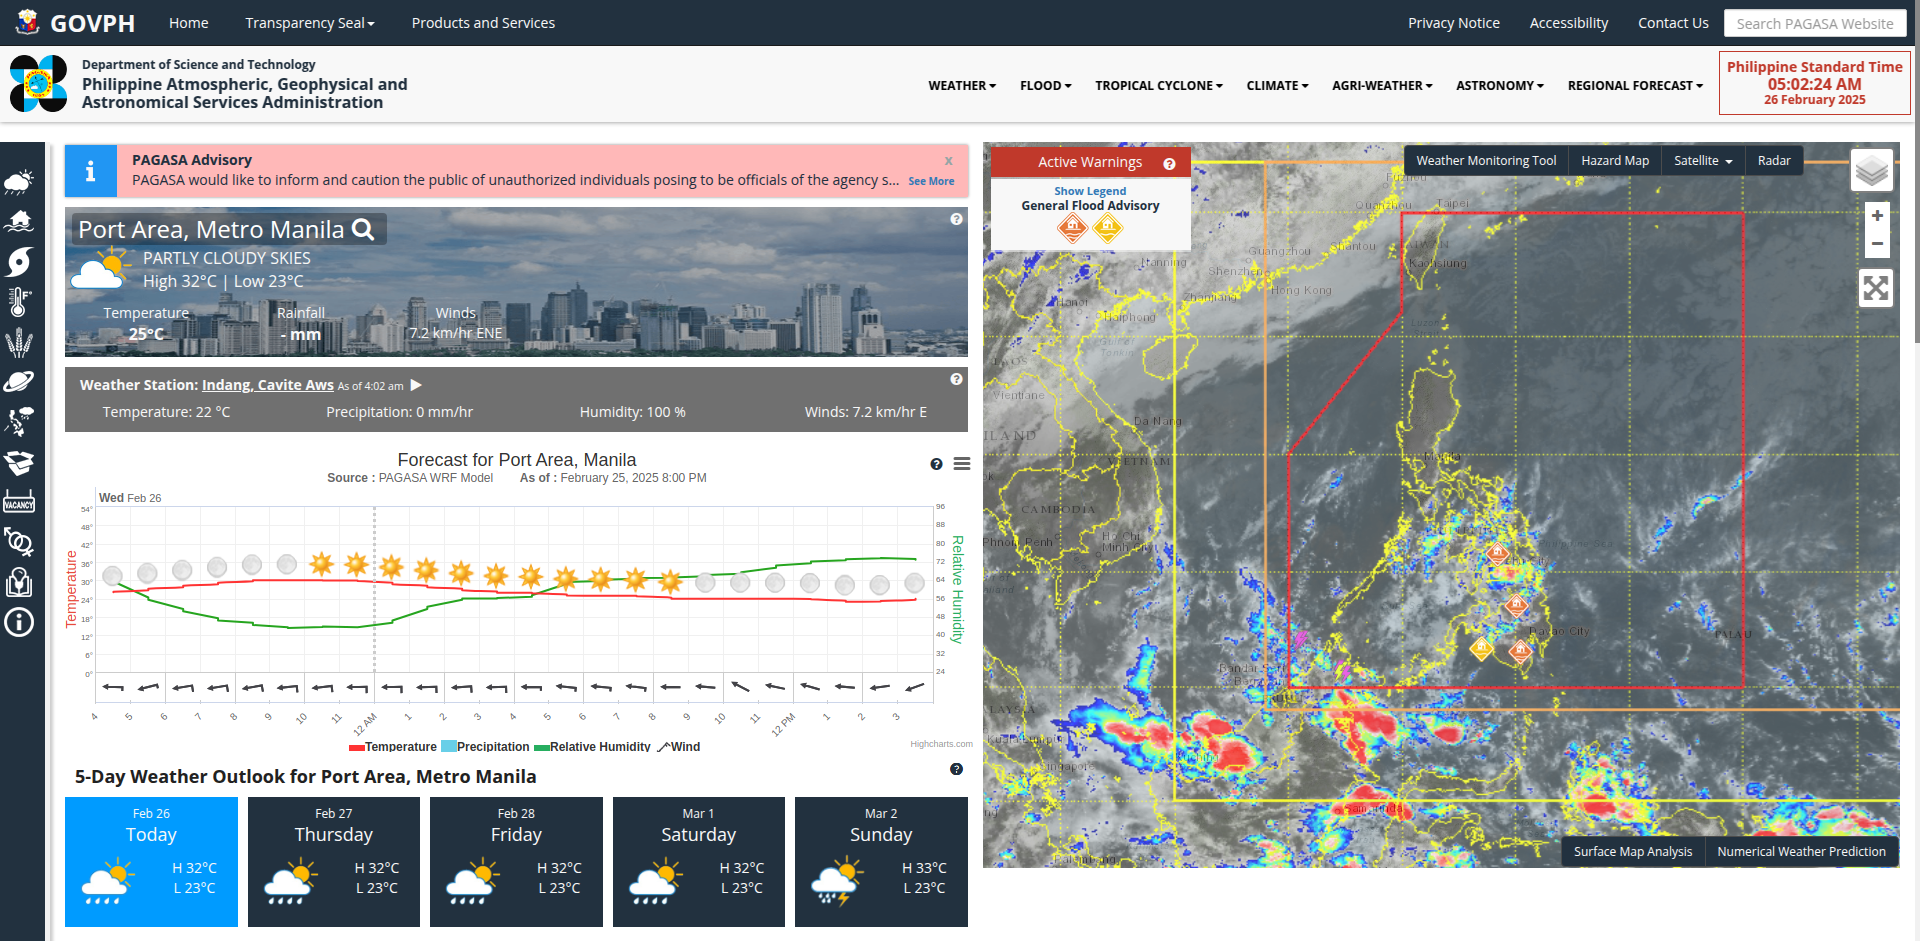 GOVPH
Home
Transparency Seal
Products and Services
Privacy Notice
Accessibility
Contact Us
Search PAGASA Website
Department of Science and Technology
Philippine Atmospheric, Geophysical and
Astronomical Services Administration
WEATHER
FLOOD
TROPICAL CYCLONE
CLIMATE
AGRI-WEATHER
ASTRONOMY
REGIONAL FORECAST
Philippine Standard Time
05:02:24 AM
26 February 2025
VACANCY
PAGASA Advisory
x
PAGASA would like to inform and caution the public of unauthorized individuals posing to be officials of the agency s... See More
Port Area, Metro Manila
PARTLY CLOUDY SKIES
High 32°C | Low 23°C
Temperature
25°C
Rainfall
- mm
Winds
7.2 km/hr ENE
Weather Station: Indang, Cavite Aws As of 4:02 am
Temperature: 22 °C
Precipitation: 0 mm/hr
Humidity: 100 %
Winds: 7.2 km/hr E
Forecast for Port Area, Manila
Source : PAGASA WRF Model As of : February 25, 2025 8:00 PM
Wed Feb 26
Temperature
54°
48°
42°
36°
30°
24°
18°
12°
6°
0°
96
88
80
72
64
56
48
40
32
24
Relative Humidity
4
5
6
7
8
9
10
11
12 AM
1
2
3
4
5
6
7
8
9
10
11
12 PM
1
2
3
Temperature
Precipitation
Relative Humidity
Wind
Highcharts.com
5-Day Weather Outlook for Port Area, Metro Manila
Feb 26
Today
H 32°C
L 23°C
Feb 27
Thursday
H 32°C
L 23°C
Feb 28
Friday
H 32°C
L 23°C
Mar 1
Saturday
H 32°C
L 23°C
Mar 2
Sunday
H 33°C
L 23°C
Active Warnings
Show Legend
General Flood Advisory
Weather Monitoring Tool
Hazard Map
Satellite
Radar
+
−
Quanzhou
Taipei
Guangzhou
Shantou
Shenzhen
Kaohsiung
Hong Kong
Zhanjiang
Hanoi
Haiphong
Tonkin
Luzon
Vientiane
Da Nang
VIETNAM
Manila
CAMBODIA
Phnom Penh
Ho Chi
Minh City
Davao City
PALAU
Singapore
Samarinda
Surface Map Analysis
Numerical Weather Prediction